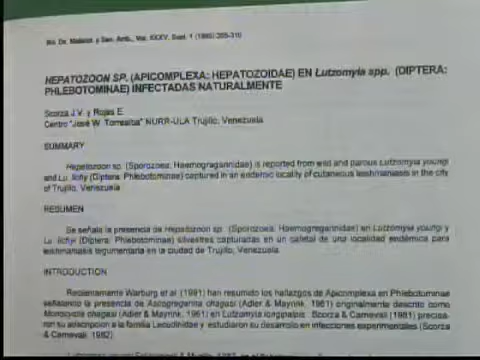 Bol. Dir. Malariol. y San. Amb., Vol. XXXV, Supl. 1 (1995) 305-310
HEPATOZOON SP. (APICOMPLEXA: HEPATOZOIDAE) EN Lutzomyia spp. (DIPTERA:
PHLEBOTOMINAE) INFECTADAS NATURALMENTE
Scorza J.V. y Rojas E.
Centro "José W. Torrealba" NURR-ULA Trujillo, Venezuela
SUMMARY
Hepatozoon sp. (Sporozoea: Haemogregarinidae) is reported from wild and parous Lutzomyia youngi
and Lu. lichyi (Diptera: Phlebotominae) captured in an endemic locality of cutaneous leishmaniasis in the city
of Trujillo, Venezuela
RESUMEN
Se señala la presencia de Hepatozoon sp. (Sporozoea: Haemogregarinidae) en Lutzomyia youngi y
Lu. lichyi (Diptera: Phlebotominae) silvestres capturadas en un cafetal de una localidad endémica para
leishmaniasis tegumentaria en la ciudad de Trujillo, Venezuela.
INTRODUCTION
Recientemente Warburg et al (1991) han resumido los hallazgos de Apicomplexa en Phlebotominae
señalando la presencia de Ascogregarina chagasi (Adler & Mayrink, 1961) originalmente descrito como
Monocystis chagasi (Adler & Mayrink, 1961) en Lutzomyia longipalpis. Scorza & Carnevali (1981) precisa-
ron su adscripción a la familia Lecudinidae y estudiaron su desarrollo en infecciones experimentales (Scorza
& Carnevali, 1982)